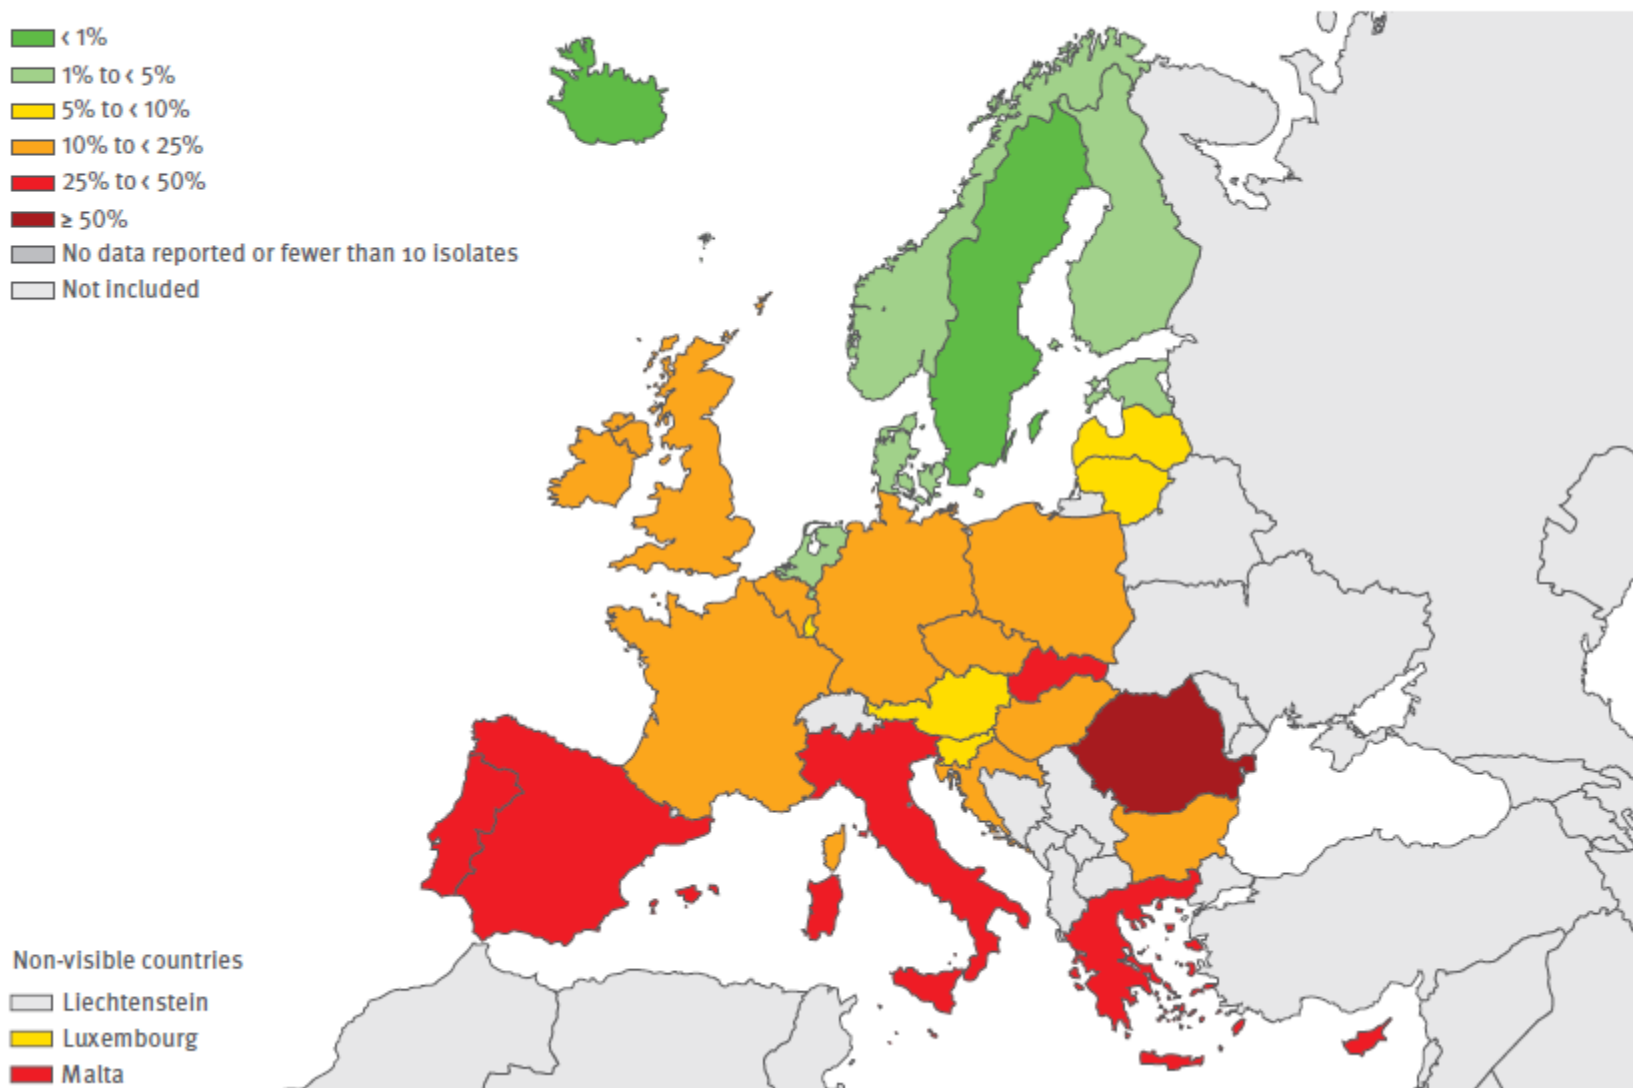 < 1%
1% to < 5%
5% to < 10%
10% to < 25%
25% to < 50%
≥ 50%
No data reported or fewer than 10 isolates
Not included
Non-visible countries
Liechtenstein
Luxembourg
Malta